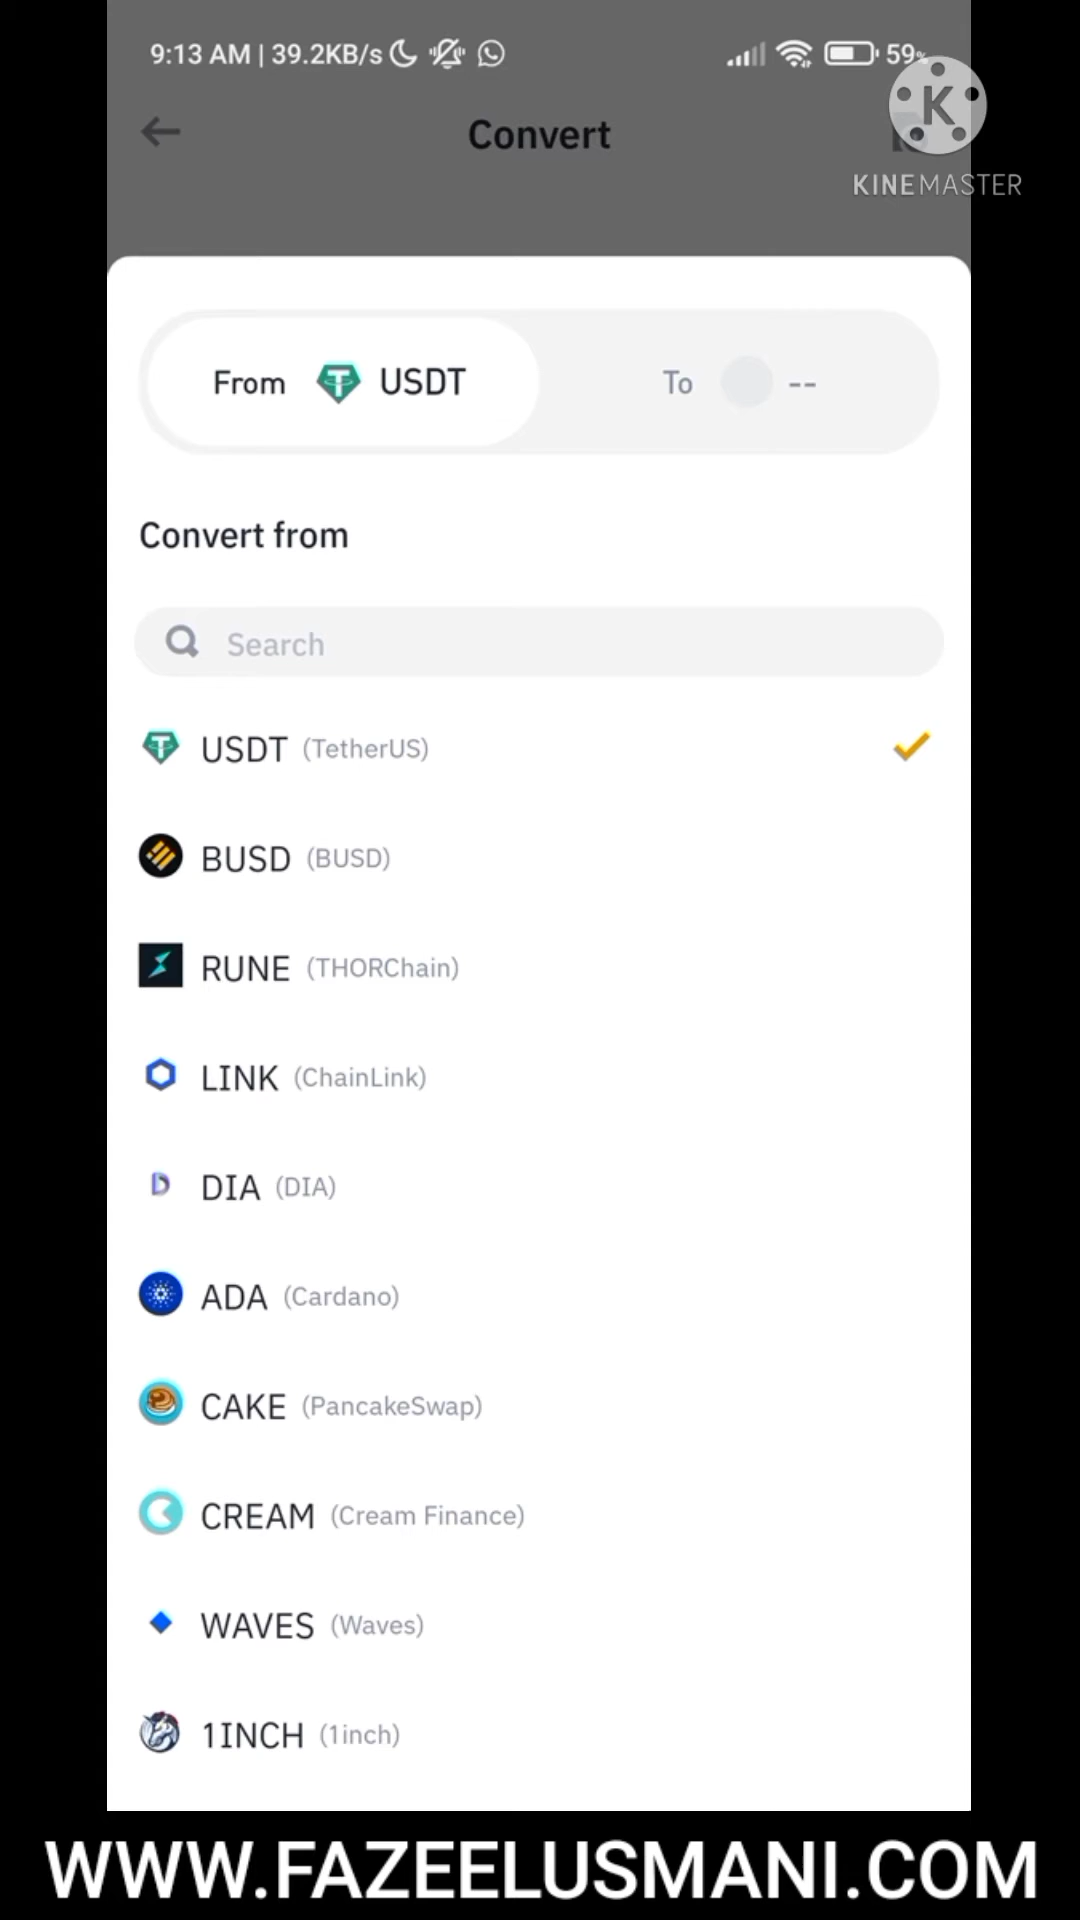 9:13 AM | 39.2KB/s
59%
Convert
K
KINEMASTER
From USDT
To --
Convert from
Search
USDT (TetherUS)
BUSD (BUSD)
RUNE (THORChain)
LINK (ChainLink)
DIA (DIA)
ADA (Cardano)
CAKE (PancakeSwap)
CREAM (Cream Finance)
WAVES (Waves)
1INCH (1inch)
WWW.FAZEELUSMANI.COM